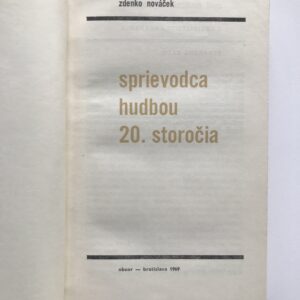 zdenko nováček
sprievodca
hudbou
20. storočia
obzor — bratislava 1969